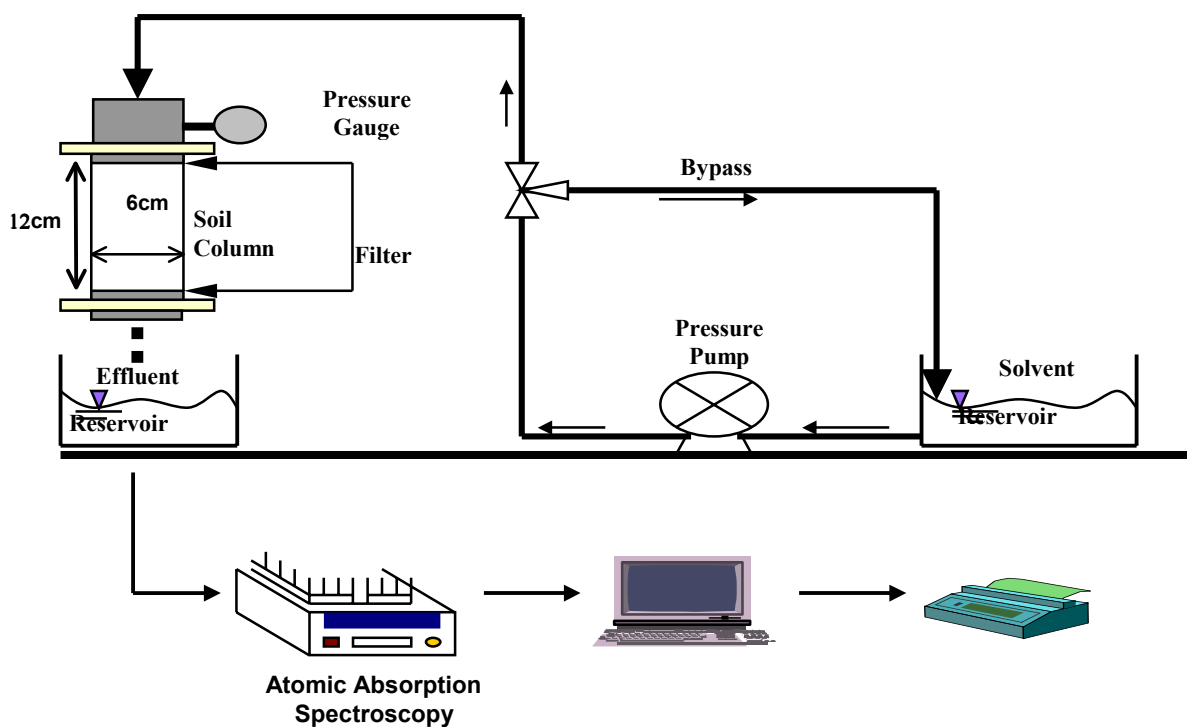 Pressure
Gauge
Bypass
6cm
12cm
Soil
Column
Filter
Pressure
Pump
Effluent
Reservoir
Solvent
Reservoir
Atomic Absorption
Spectroscopy